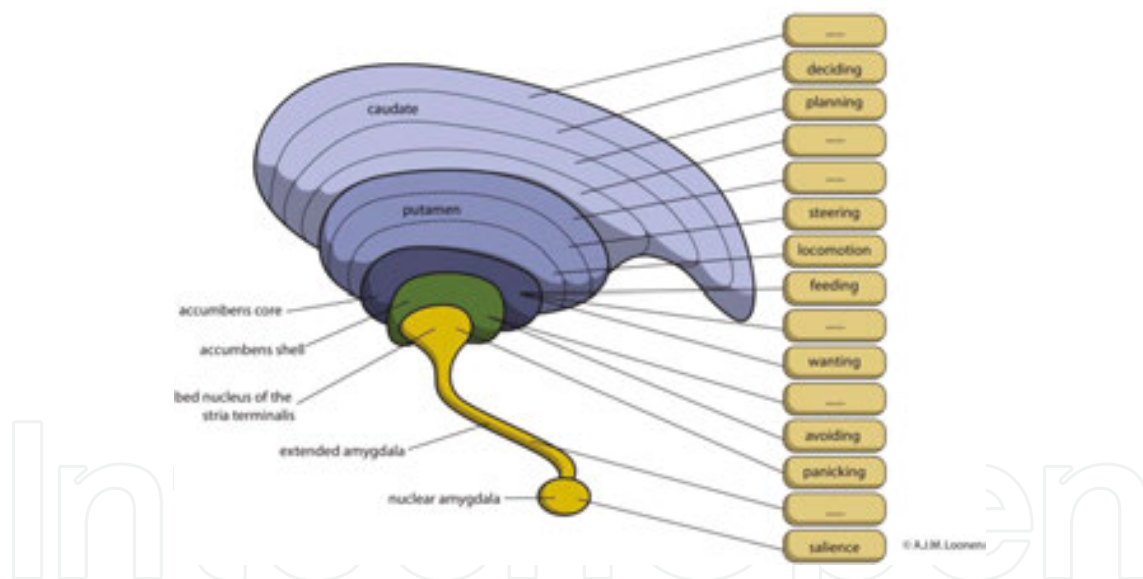 .....
deciding
caudate
planning
.....
.....
putamen
steering
locomotion
feeding
accumbens core
.....
accumbens shell
wanting
bed nucleus of the
stria terminalis
.....
avoiding
extended amygdala
panicking
nuclear amygdala
.....
salience
© A.J.M. Loonen